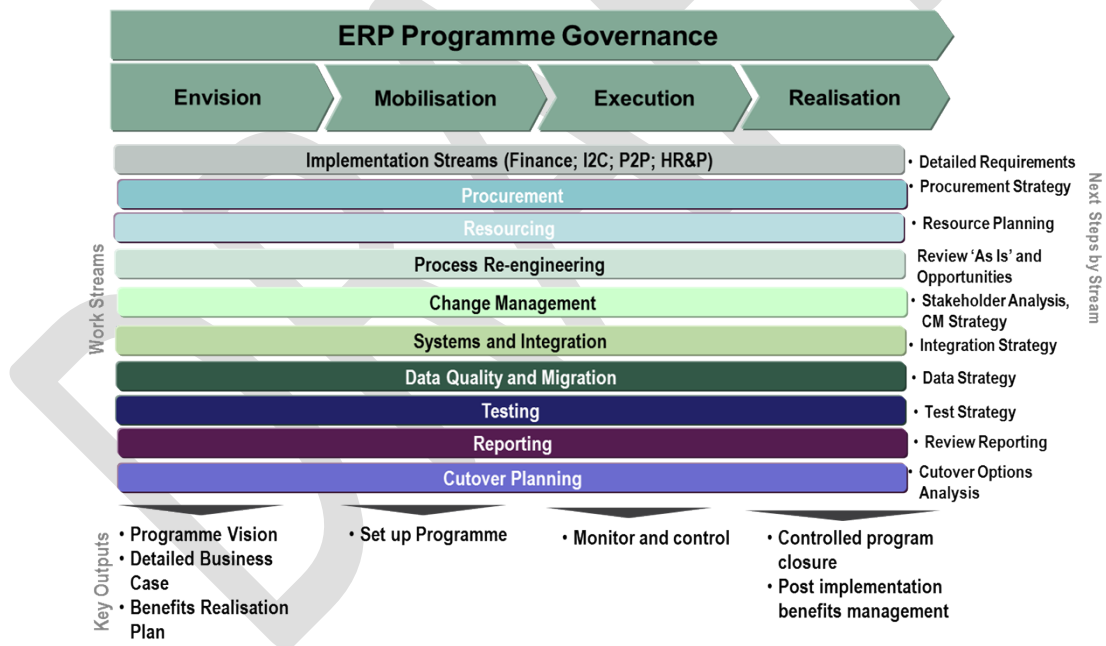 ERP Programme Governance
Envision
Mobilisation
Execution
Realisation
Implementation Streams (Finance; I2C; P2P; HR&P)
• Detailed Requirements
Procurement
• Procurement Strategy
Resourcing
• Resource Planning
Process Re-engineering
Review ‘As Is’ and
Opportunities
Change Management
• Stakeholder Analysis,
CM Strategy
Systems and Integration
• Integration Strategy
Data Quality and Migration
• Data Strategy
Testing
• Test Strategy
Reporting
• Review Reporting
Cutover Planning
• Cutover Options
Analysis
Work Streams
Next Steps by Stream
Key Outputs
• Programme Vision
• Detailed Business
Case
• Benefits Realisation
Plan
• Set up Programme
• Monitor and control
• Controlled program
closure
• Post implementation
benefits management